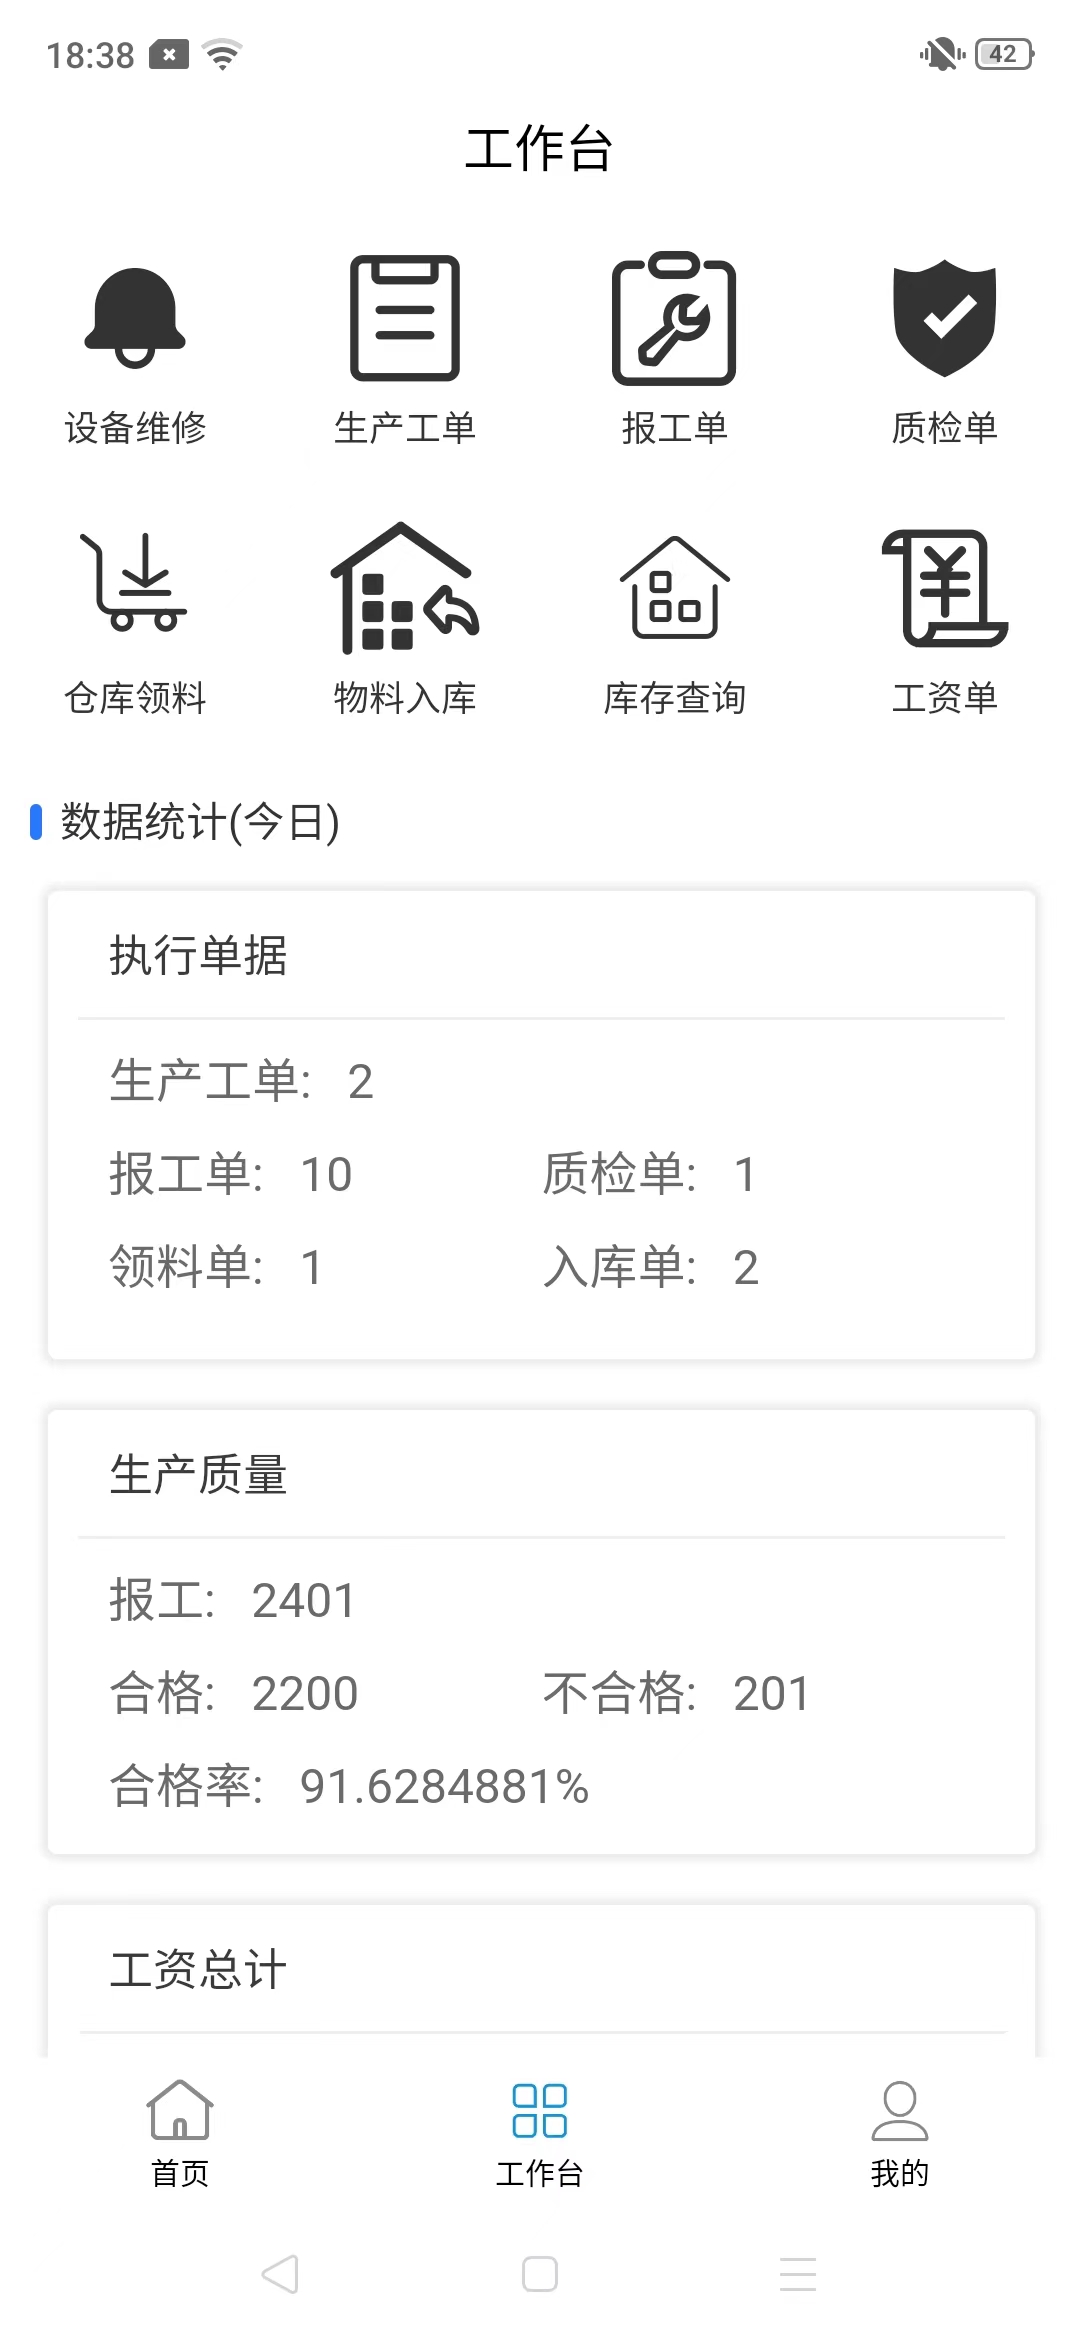 18:38
42
工作台
设备维修 生产工单 报工单 质检单
仓库领料 物料入库 库存查询 工资单
数据统计(今日)
执行单据
生产工单: 2
报工单: 10 质检单: 1
领料单: 1 入库单: 2
生产质量
报工: 2401
合格: 2200 不合格: 201
合格率: 91.6284881%
工资总计
首页 工作台 我的